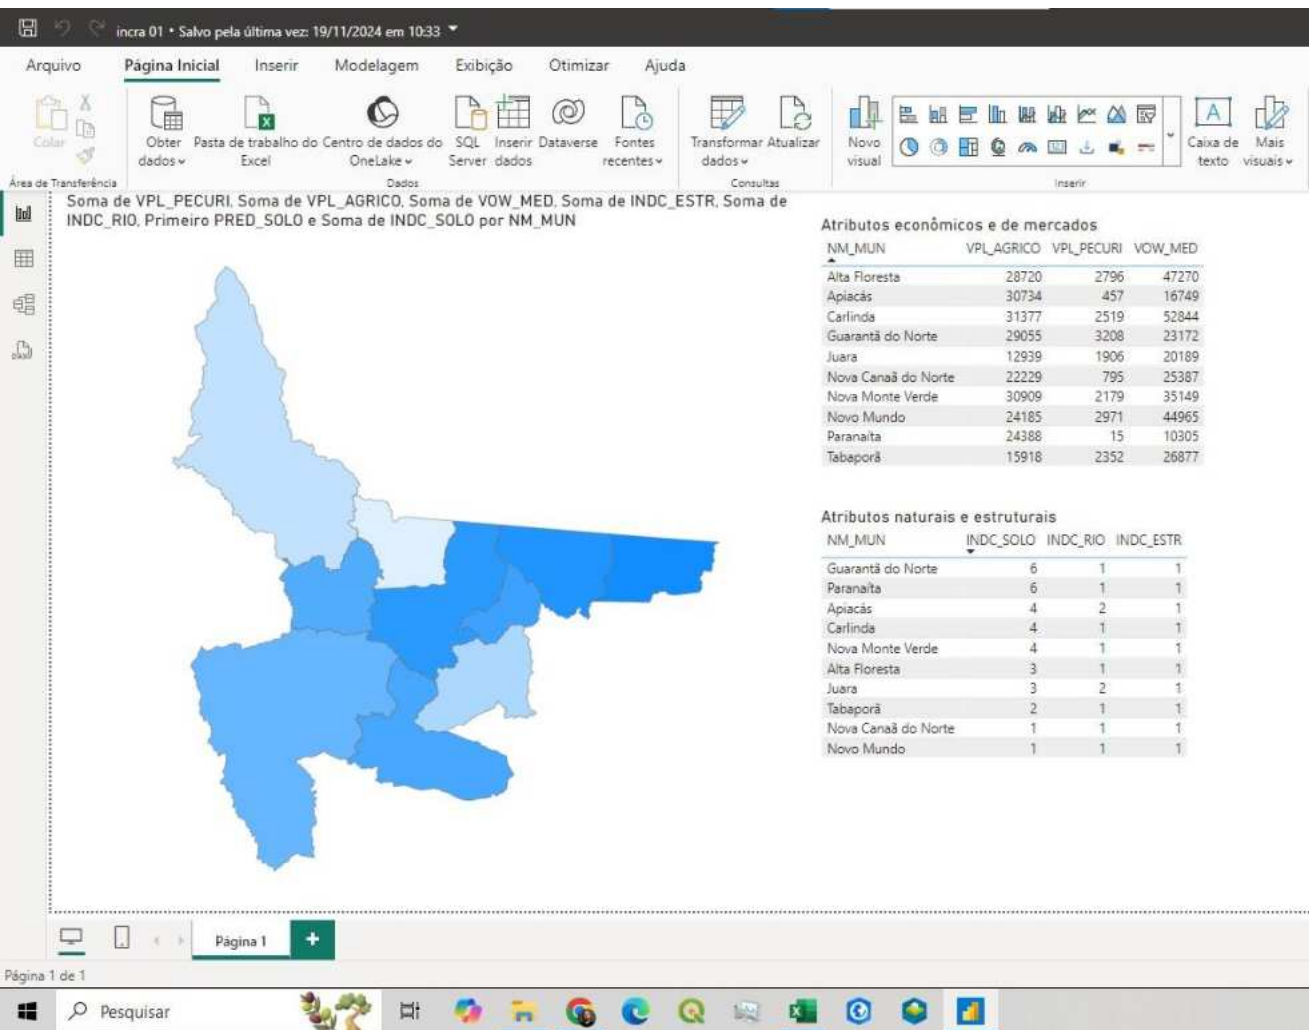 incra 01 • Salvo pela última vez: 19/11/2024 em 10:33
Arquivo Página Inicial Inserir Modelagem Exibição Otimizar Ajuda
Colar
Obter dados
Pasta de trabalho do Excel
Centro de dados do OneLake
SQL Server
Inserir dados
Dataverse
Fontes recentes
Transformar dados
Atualizar
Novo visual
Caixa de texto
Mais visuais
Área de Transferência Dados Consultas Inserir
Soma de VPL_PECURI, Soma de VPL_AGRICO, Soma de VOW_MED, Soma de INDC_ESTR, Soma de
INDC_RIO, Primeiro PRED_SOLO e Soma de INDC_SOLO por NM_MUN
Atributos econômicos e de mercados
NM_MUN VPL_AGRICO VPL_PECURI VOW_MED
Alta Floresta 28720 2796 47270
Apiacás 30734 457 16749
Carlinda 31377 2519 52844
Guarantã do Norte 29055 3208 23172
Juara 12939 1906 20189
Nova Canaã do Norte 22229 795 25387
Nova Monte Verde 30909 2179 35149
Novo Mundo 24185 2971 44965
Paranaíta 24388 15 10305
Tabaporã 15918 2352 26877
Atributos naturais e estruturais
NM_MUN INDC_SOLO INDC_RIO INDC_ESTR
Guarantã do Norte 6 1 1
Paranaíta 6 1 1
Apiacás 4 2 1
Carlinda 4 1 1
Nova Monte Verde 4 1 1
Alta Floresta 3 1 1
Juara 3 2 1
Tabaporã 2 1 1
Nova Canaã do Norte 1 1 1
Novo Mundo 1 1 1
Página 1
Página 1 de 1
Pesquisar